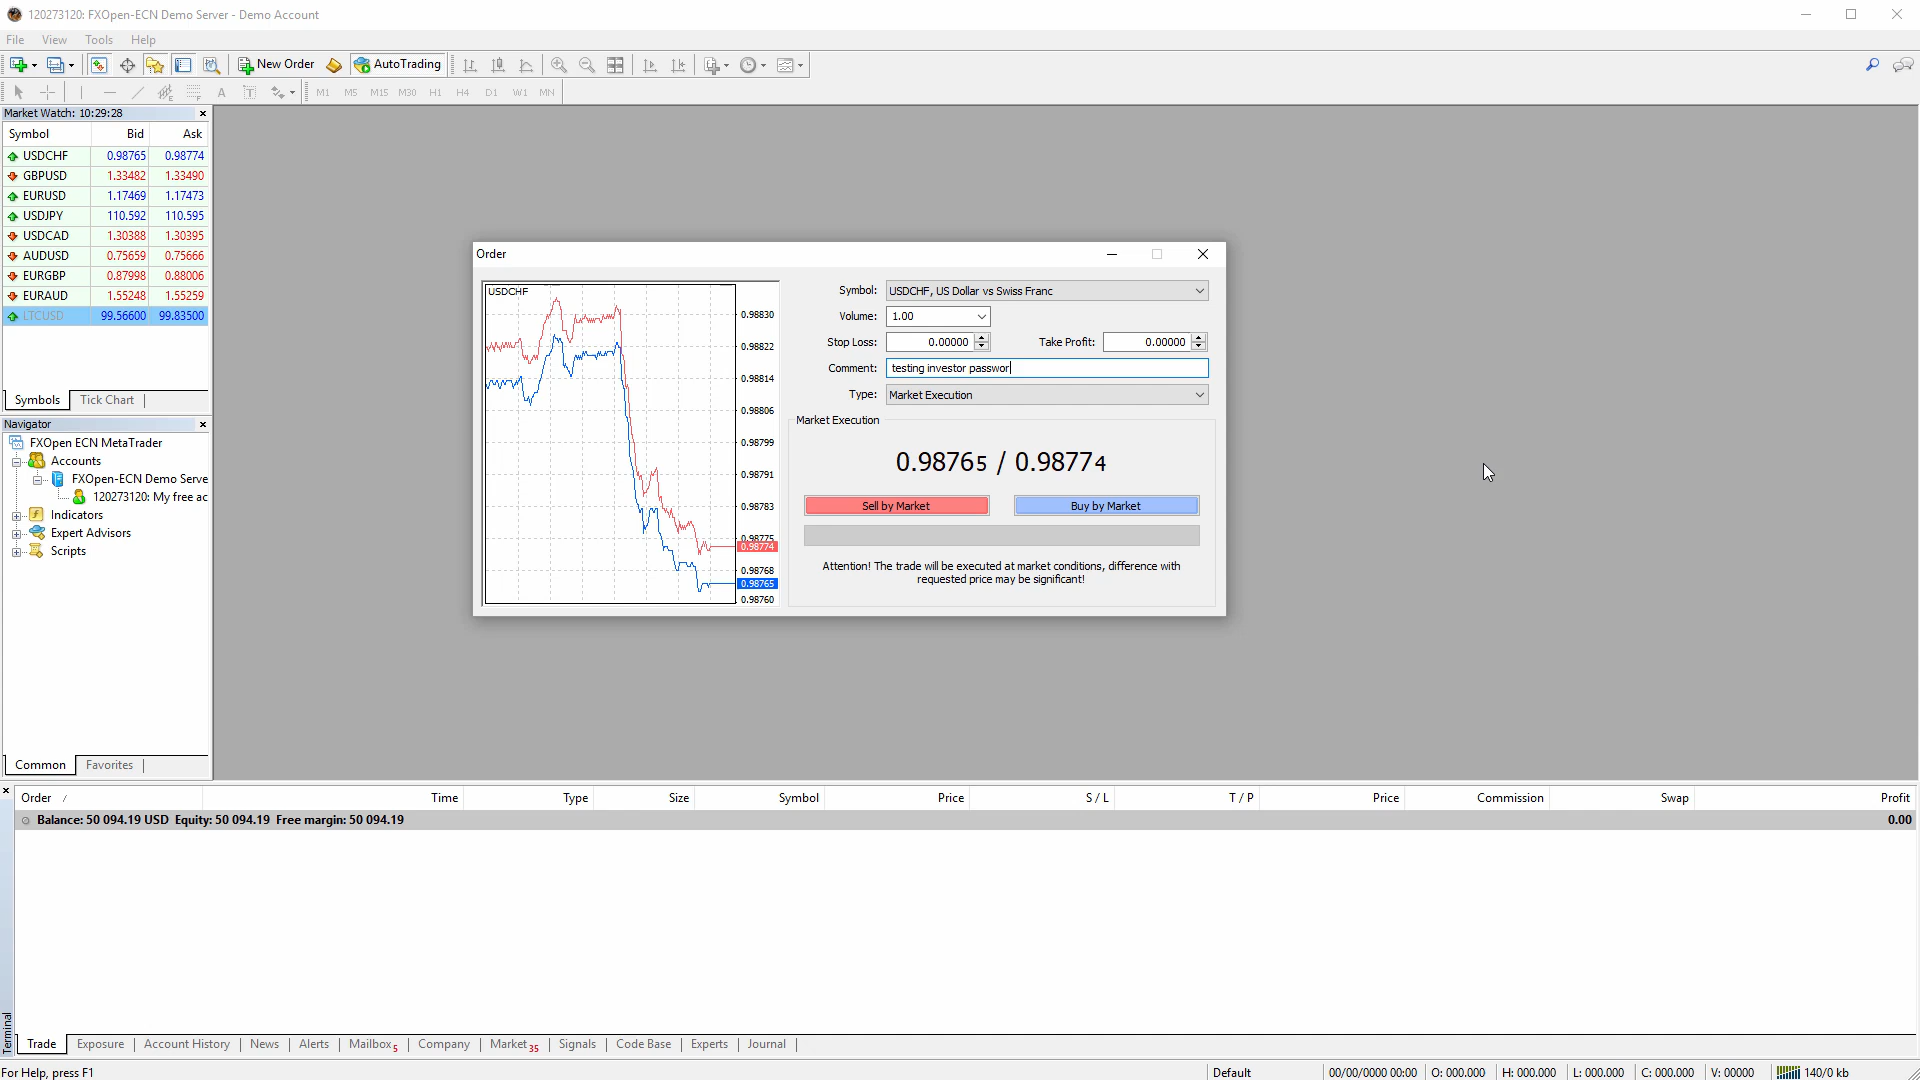 120273120: FXOpen-ECN Demo Server - Demo Account
File View Tools Help
New Order AutoTrading
A T M1 M5 M15 M30 H1 H4 D1 W1 MN
Market Watch: 10:29:28
Symbol Bid Ask
USDCHF 0.98765 0.98774
GBPUSD 1.33482 1.33490
EURUSD 1.17469 1.17473
USDJPY 110.592 110.595
USDCAD 1.30388 1.30395
AUDUSD 0.75659 0.75666
EURGBP 0.87998 0.88006
EURAUD 1.55248 1.55259
LTCUSD 99.56600 99.83500
Symbols Tick Chart
Navigator
FXOpen ECN MetaTrader
Accounts
FXOpen-ECN Demo Serve
120273120: My free ac
Indicators
Expert Advisors
Scripts
Common Favorites
Order
USDCHF
0.98830
0.98822
0.98814
0.98806
0.98799
0.98791
0.98783
0.98775
0.98774
0.98768
0.98765
0.98760
Symbol: USDCHF, US Dollar vs Swiss Franc
Volume: 1.00
Stop Loss: 0.00000 Take Profit: 0.00000
Comment: testing investor passwor
Type: Market Execution
Market Execution
0.98765 / 0.98774
Sell by Market Buy by Market
Attention! The trade will be executed at market conditions, difference with
requested price may be significant!
Order / Time Type Size Symbol Price S / L T / P Price Commission Swap Profit
Balance: 50 094.19 USD Equity: 50 094.19 Free margin: 50 094.19 0.00
Terminal
Trade Exposure Account History News Alerts Mailbox 5 Company Market 35 Signals Code Base Experts Journal
For Help, press F1 Default 00/00/0000 00:00 O: 000.000 H: 000.000 L: 000.000 C: 000.000 V: 00000 140/0 kb